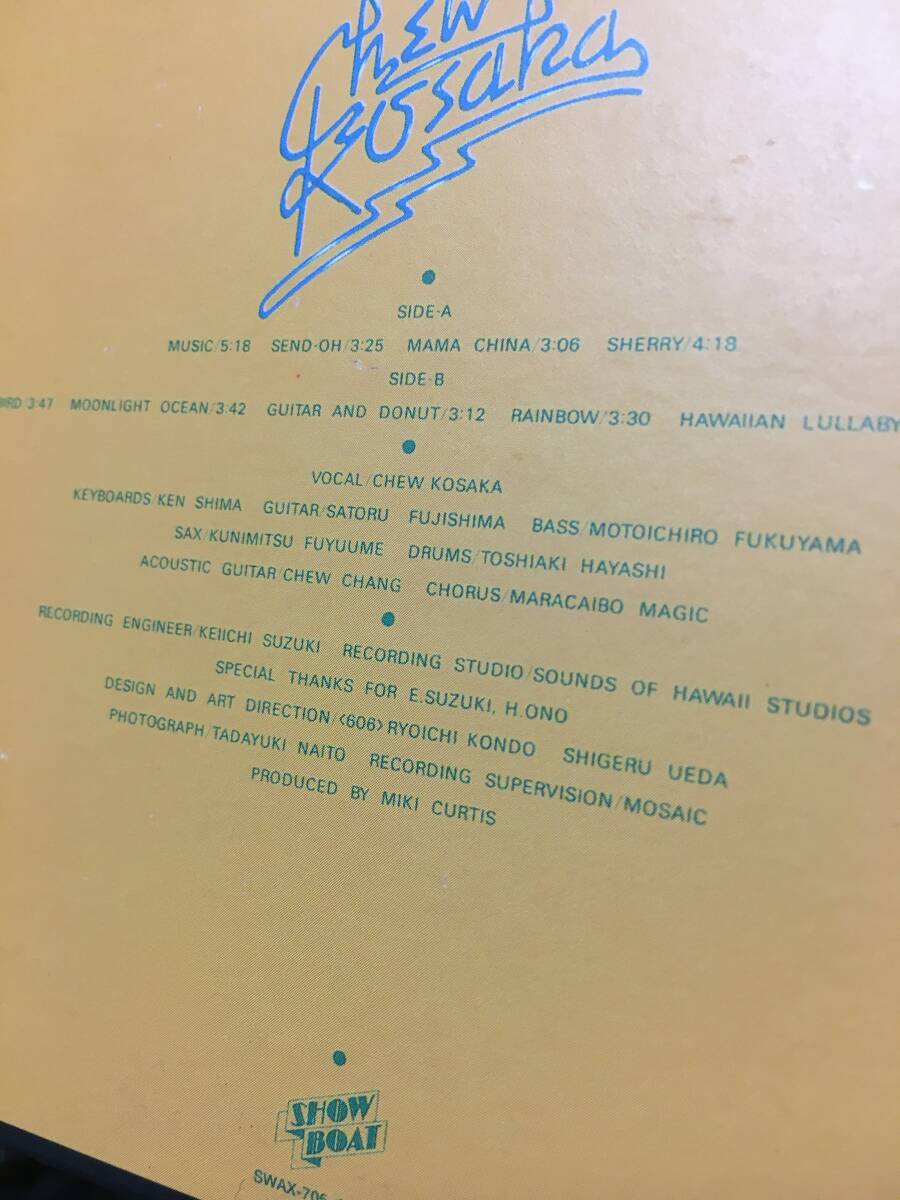 Chew
Kosaka
SIDE-A
MUSIC/5:18 SEND-OH/3:25 MAMA CHINA/3:06 SHERRY/4:18
SIDE-B
BIRD/3:47 MOONLIGHT OCEAN/3:42 GUITAR AND DONUT/3:12 RAINBOW/3:30 HAWAIIAN LULLABY
VOCAL/CHEW KOSAKA
KEYBOARDS/KEN SHIMA GUITAR/SATORU FUJISHIMA BASS/MOTOICHIRO FUKUYAMA
SAX/KUNIMITSU FUYUUME DRUMS/TOSHIAKI HAYASHI
ACOUSTIC GUITAR/CHEW CHANG CHORUS/MARACAIBO MAGIC
RECORDING ENGINEER/KEIICHI SUZUKI RECORDING STUDIO/SOUNDS OF HAWAII STUDIOS
SPECIAL THANKS FOR E.SUZUKI, H.ONO
DESIGN AND ART DIRECTION/<606>RYOICHI KONDO SHIGERU UEDA
PHOTOGRAPH/TADAYUKI NAITO RECORDING SUPERVISION/MOSAIC
PRODUCED BY MIKI CURTIS
SHOW
BOAT